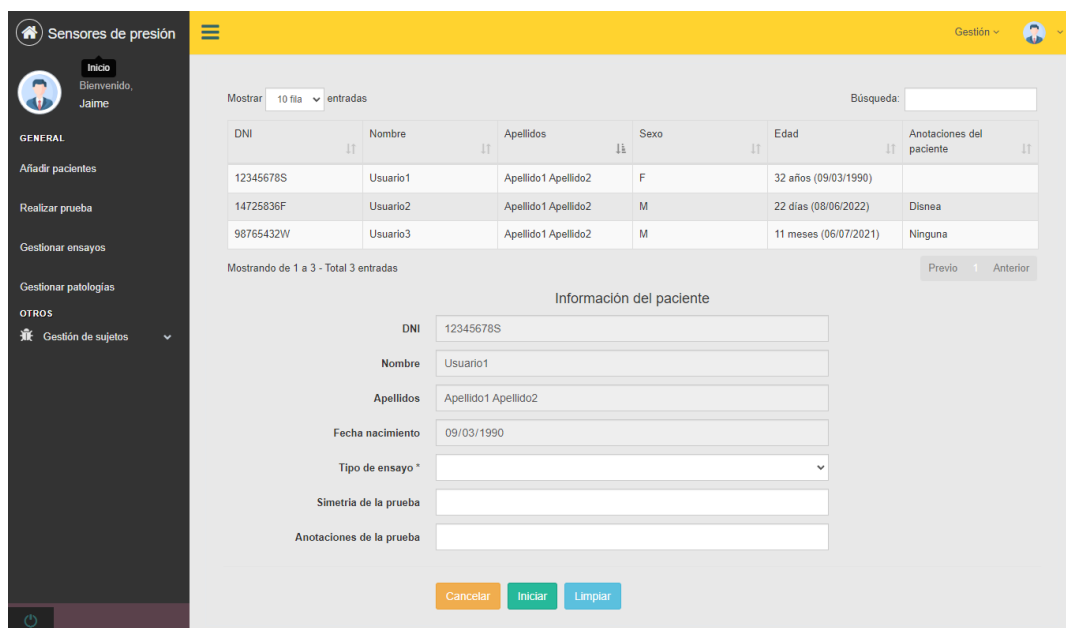 Sensores de presión
Gestión
Inicio
Bienvenido,
Jaime
GENERAL
Añadir pacientes
Realizar prueba
Gestionar ensayos
Gestionar patologías
OTROS
Gestión de sujetos
Mostrar 10 fila entradas Búsqueda:
DNI Nombre Apellidos Sexo Edad Anotaciones del
paciente
12345678S Usuario1 Apellido1 Apellido2 F 32 años (09/03/1990)
14725836F Usuario2 Apellido1 Apellido2 M 22 días (08/06/2022) Disnea
98765432W Usuario3 Apellido1 Apellido2 M 11 meses (06/07/2021) Ninguna
Mostrando de 1 a 3 - Total 3 entradas Previo 1 Anterior
Información del paciente
DNI 12345678S
Nombre Usuario1
Apellidos Apellido1 Apellido2
Fecha nacimiento 09/03/1990
Tipo de ensayo *
Simetria de la prueba
Anotaciones de la prueba
Cancelar Iniciar Limpiar